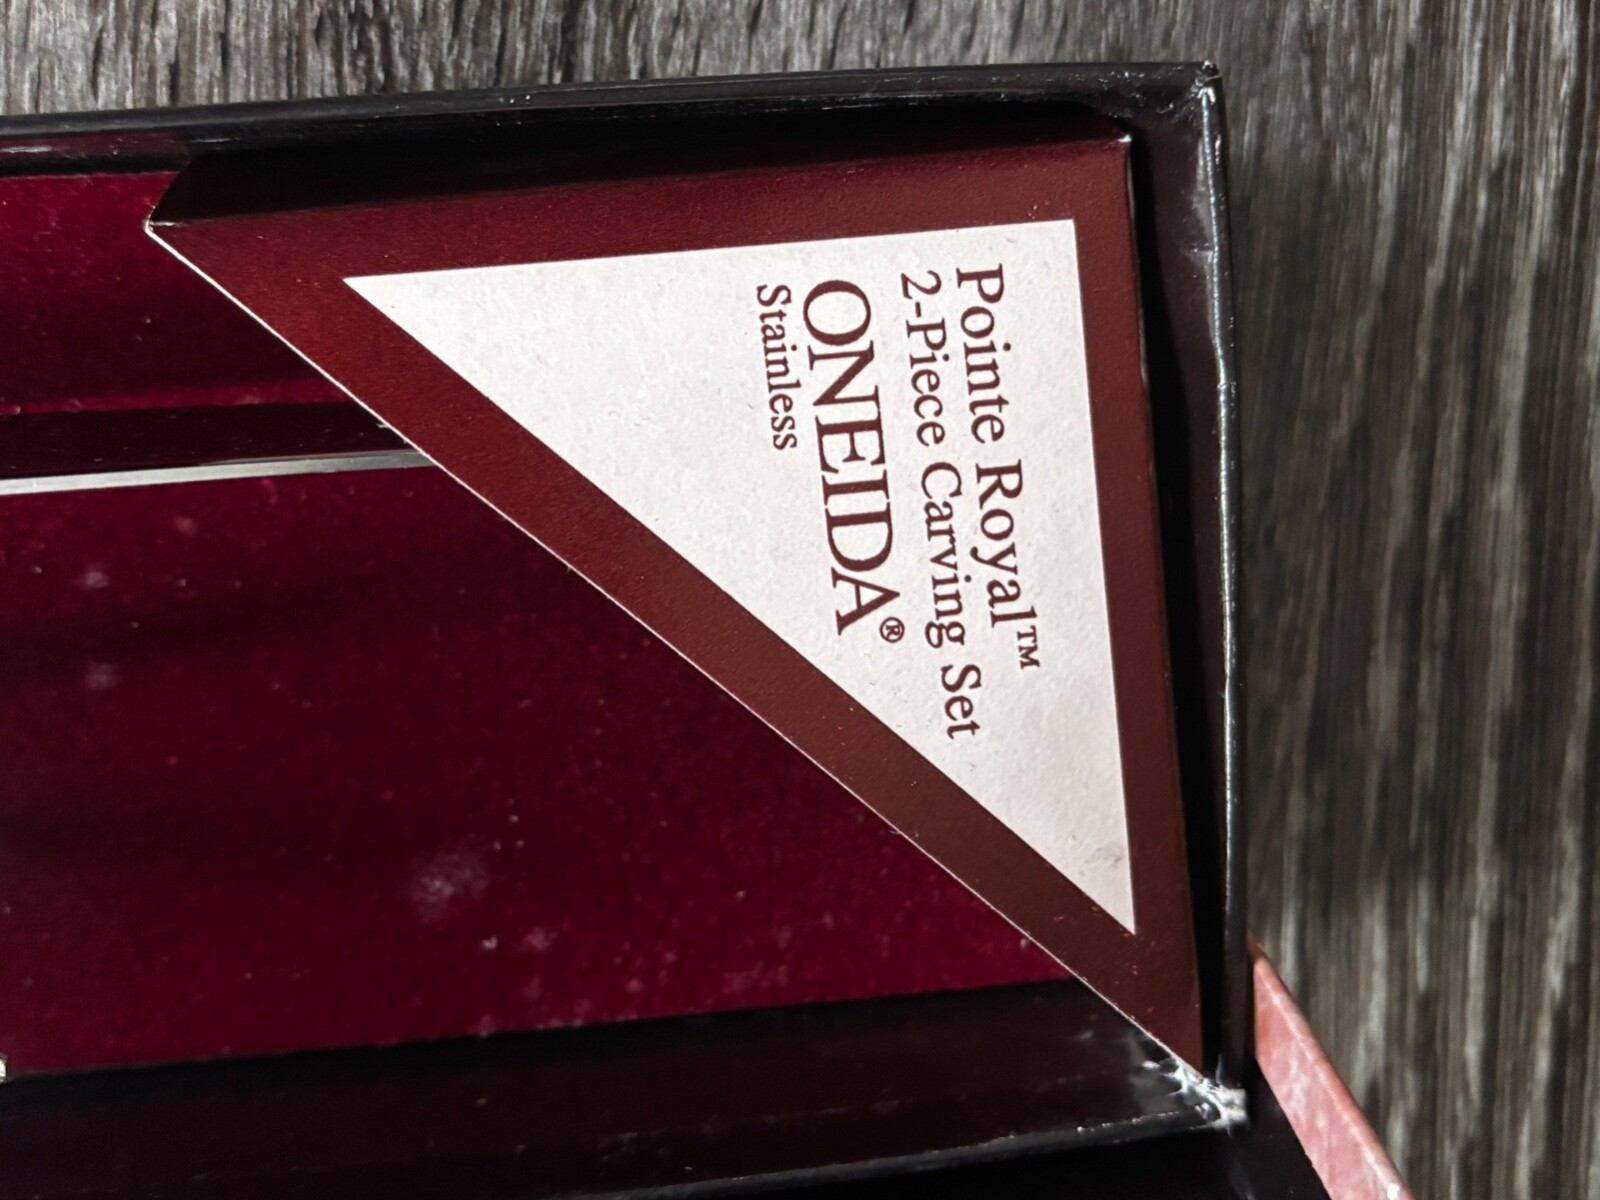 Pointe Royal™
2-Piece Carving Set
ONEIDA®
Stainless